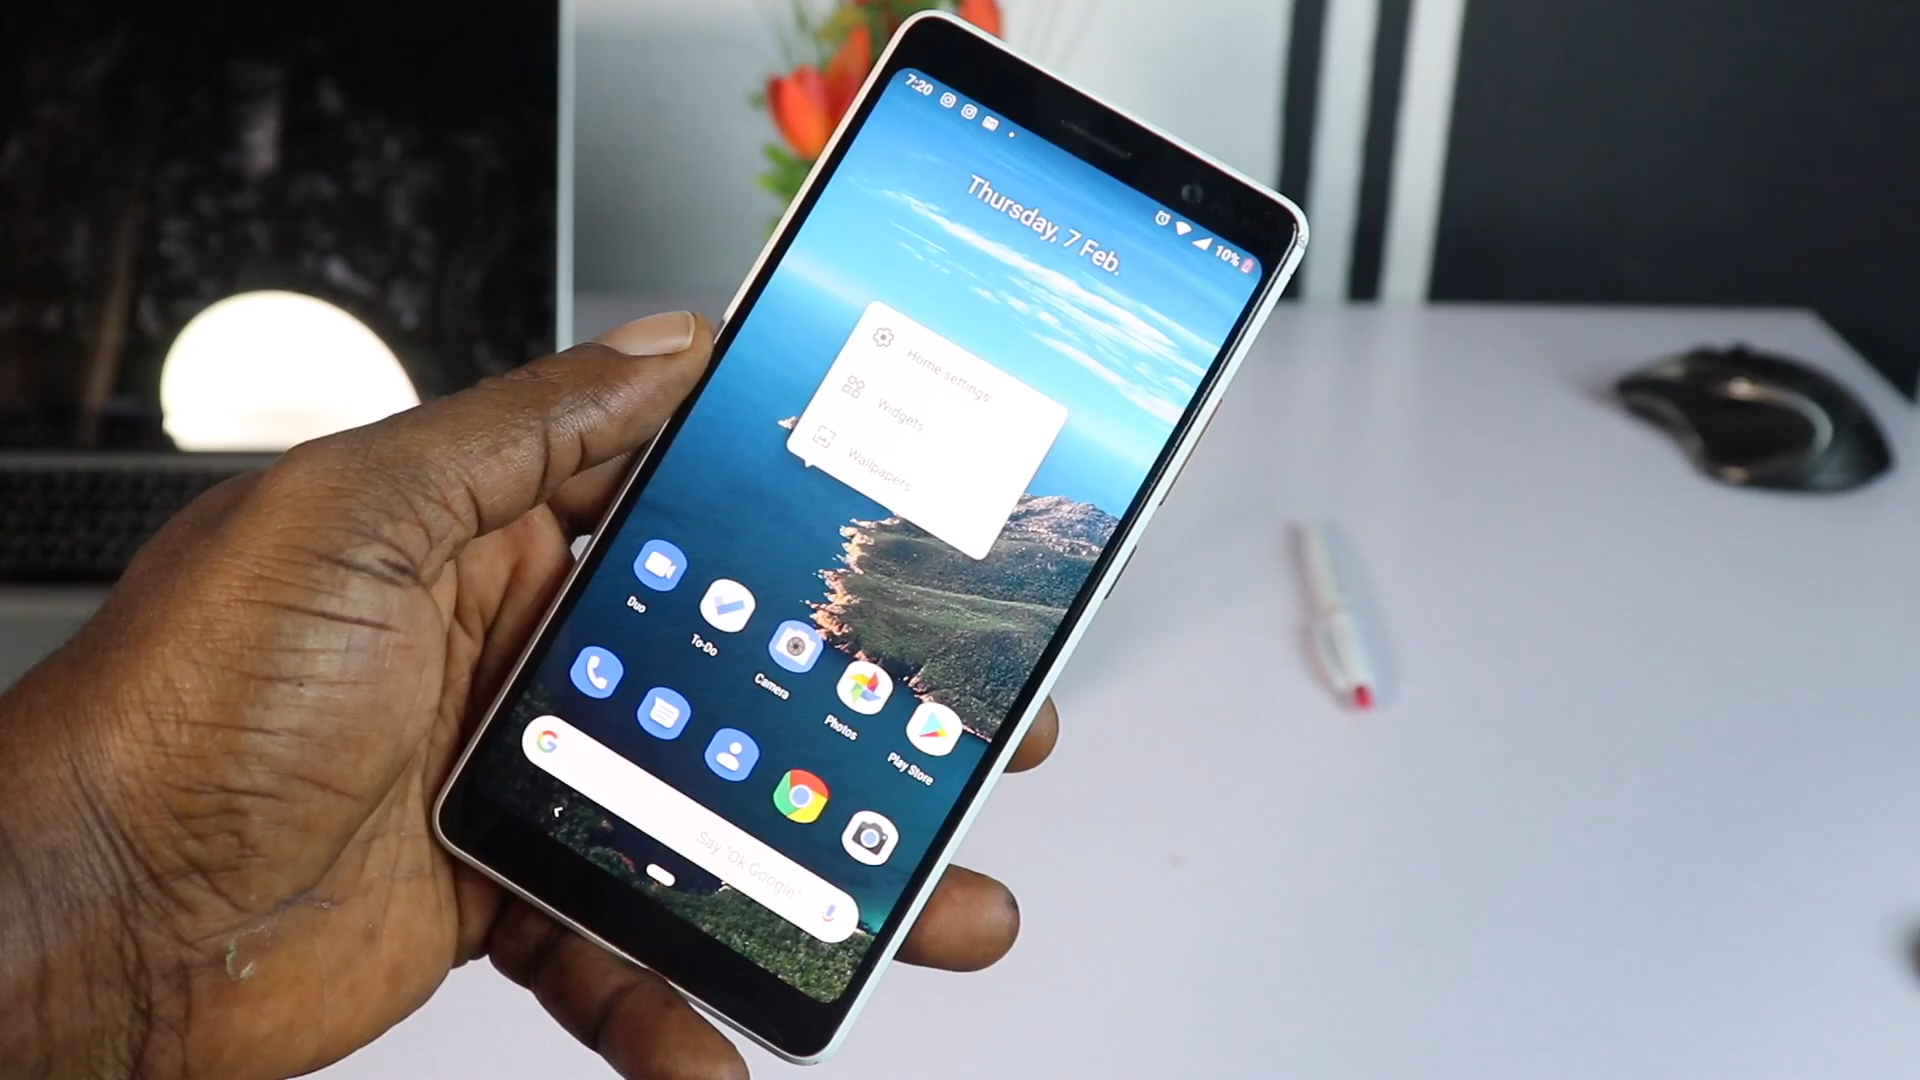 7:20
10%
Thursday, 7 Feb.
Home settings
Widgets
Wallpapers
Duo
To-Do
Camera
Photos
Play Store
G
Say "Ok Google"